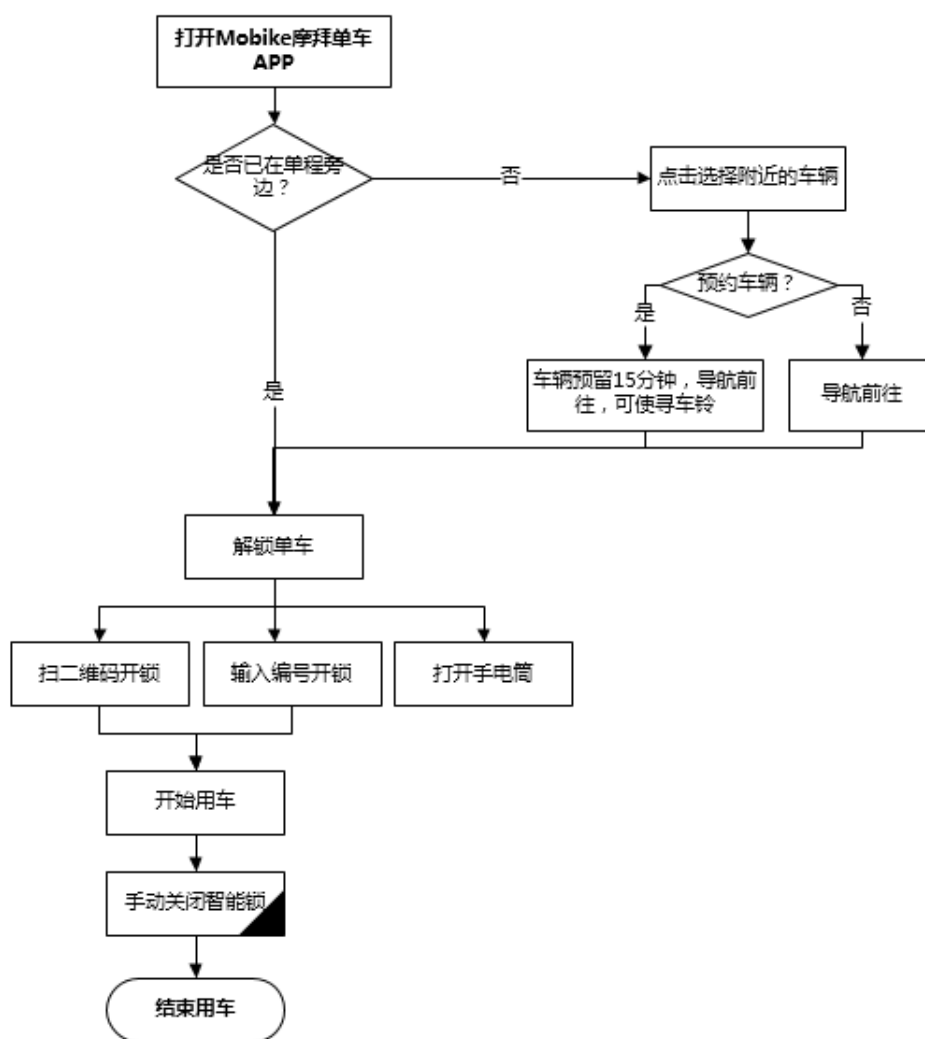 打开Mobike摩拜单车
APP
是否已在单程旁
边？
否
点击选择附近的车辆
预约车辆？
是
否
车辆预留15分钟，导航前
往，可使寻车铃
导航前往
是
解锁单车
扫二维码开锁
输入编号开锁
打开手电筒
开始用车
手动关闭智能锁
结束用车